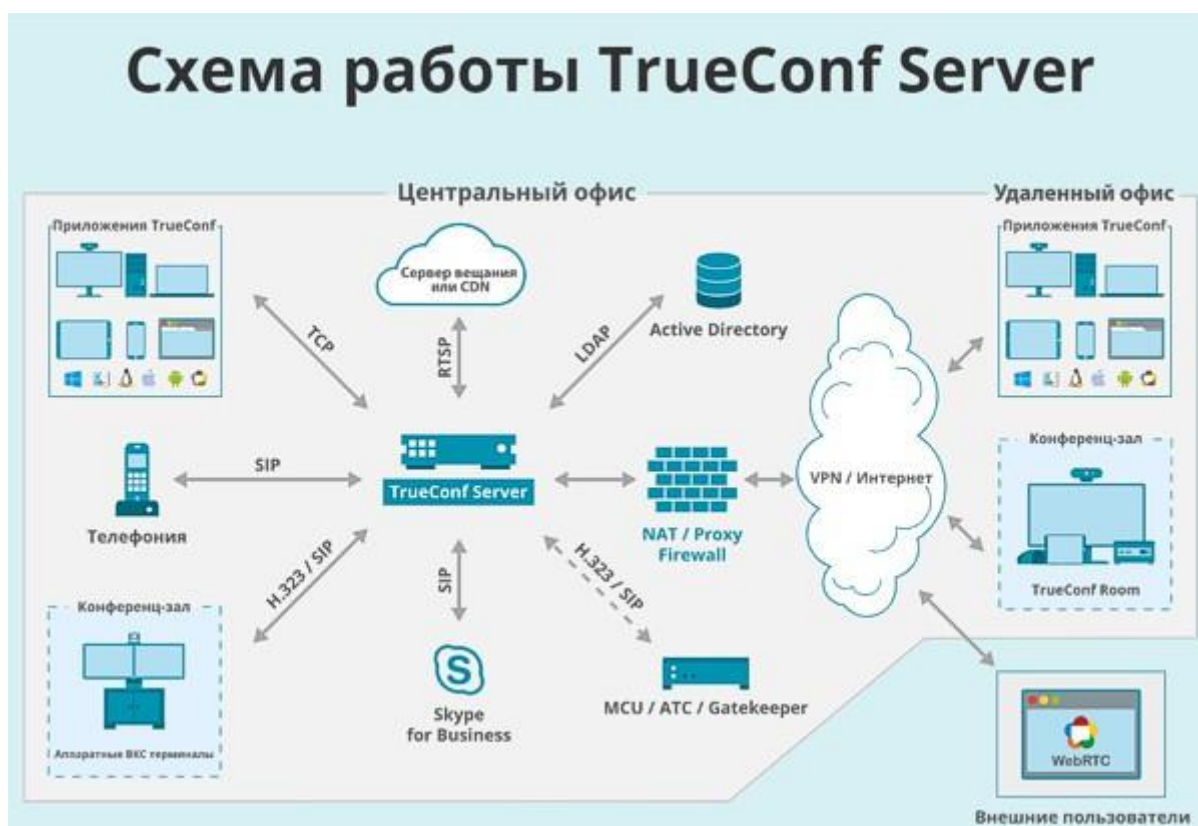 Схема работы TrueConf Server
Центральный офис
Удаленный офис
Приложения TrueConf
TCP
Сервер вещания
или CDN
RTSP
LDAP
Active Directory
Приложения TrueConf
Телефония
SIP
TrueConf Server
NAT / Proxy
Firewall
VPN / Интернет
Конференц-зал
TrueConf Room
Конференц-зал
Аппаратные ВКС терминалы
H.323 / SIP
SIP
S
Skype
for Business
H.323 / SIP
MCU / ATC / Gatekeeper
WebRTC
Внешние пользователи